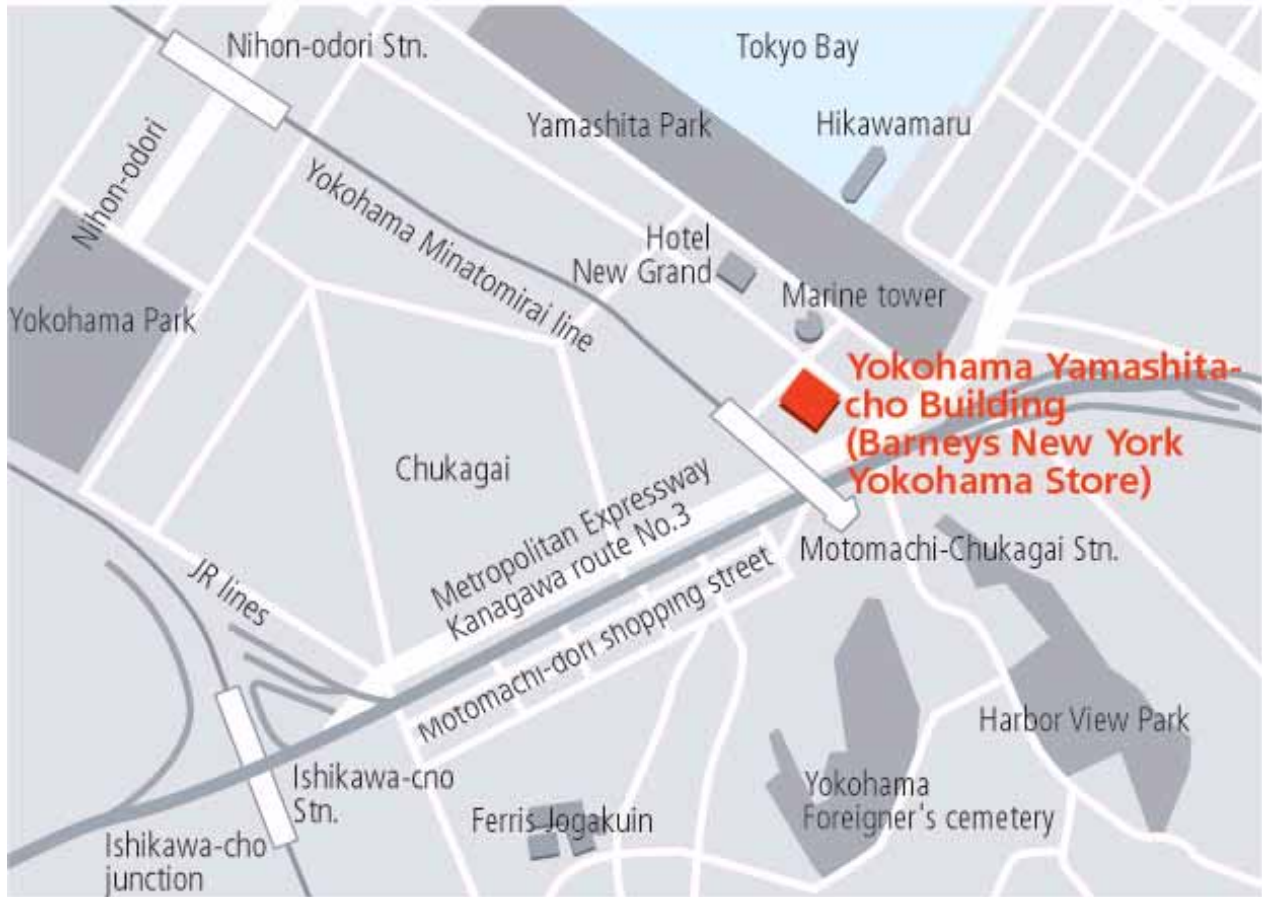 Nihon-odori Stn.
Tokyo Bay
Yamashita Park
Hikawamaru
Nihon-odori
Yokohama Minatomirai line
Hotel
New Grand
Marine tower
Yokohama Park
Yokohama Yamashita-
cho Building
(Barneys New York
Yokohama Store)
Chukagai
Metropolitan Expressway
Kanagawa route No.3
Motomachi-Chukagai Stn.
JR lines
Motomachi-dori shopping street
Harbor View Park
Ishikawa-cno
Stn.
Yokohama
Foreigner's cemetery
Ferris Jogakuin
Ishikawa-cho
junction